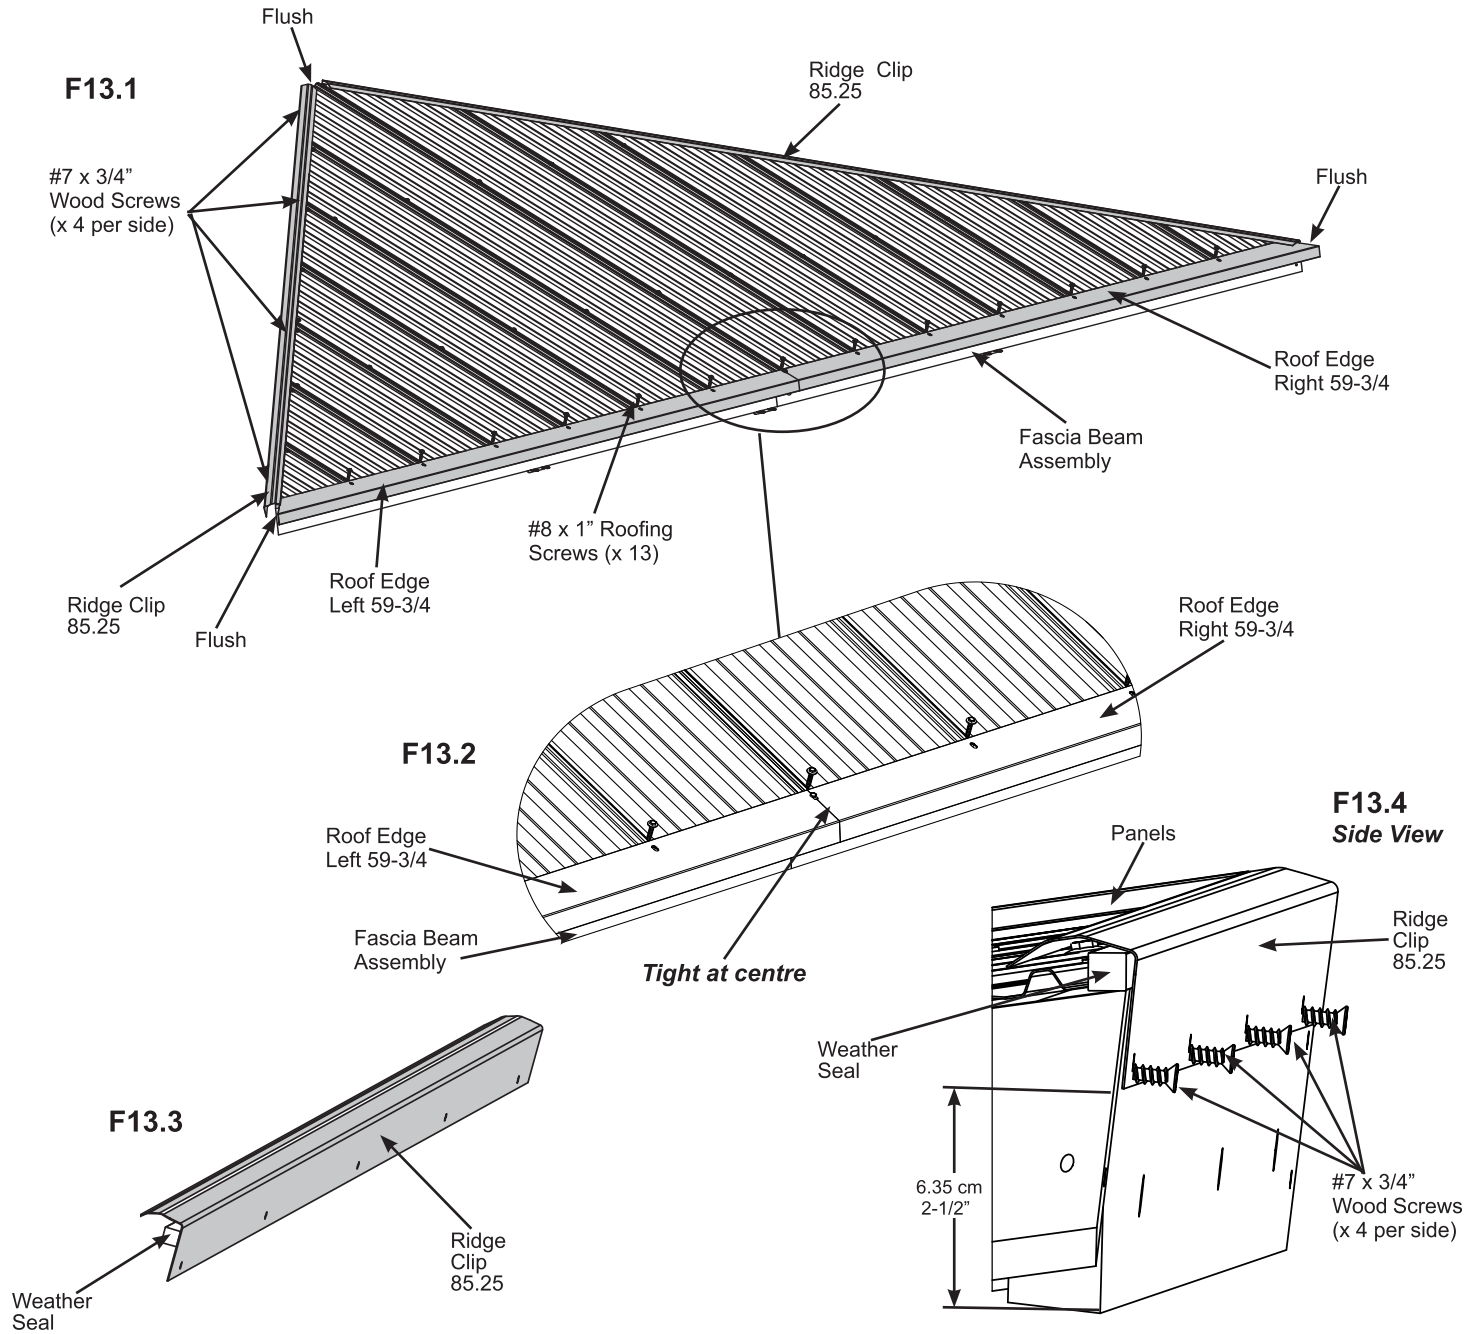 Flush
F13.1
Ridge Clip
85.25
#7 x 3/4”
Wood Screws
(x 4 per side)
Flush
Roof Edge
Right 59-3/4
Fascia Beam
Assembly
#8 x 1” Roofing
Screws (x 13)
Roof Edge
Left 59-3/4
Ridge Clip
85.25
Flush
Roof Edge
Right 59-3/4
F13.2
Roof Edge
Left 59-3/4
Fascia Beam
Assembly
Tight at centre
F13.4
Side View
Panels
Ridge
Clip
85.25
Weather
Seal
6.35 cm
2-1/2”
#7 x 3/4”
Wood Screws
(x 4 per side)
F13.3
Ridge
Clip
85.25
Weather
Seal